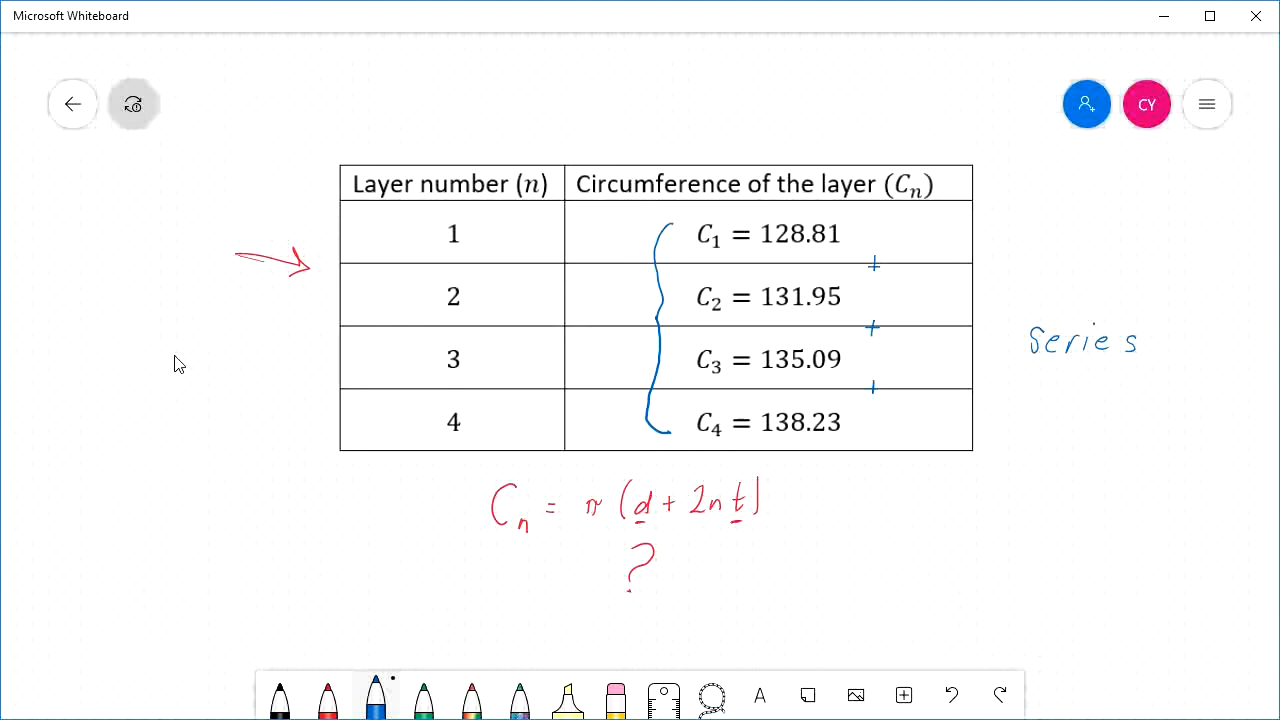 Microsoft Whiteboard
CY
Layer number (n) Circumference of the layer (Cₙ)
1 C₁ = 128.81
+
2 C₂ = 131.95
+
3 C₃ = 135.09
+
4 C₄ = 138.23
Series
Cₙ = π (d + 2nt)
?
A